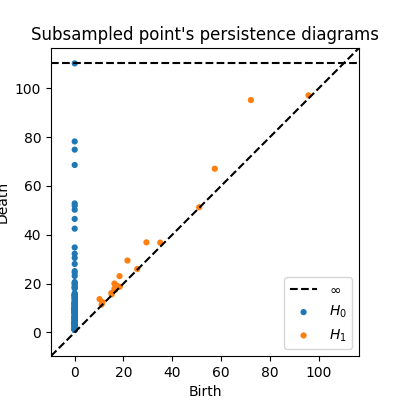 Subsampled point's persistence diagrams
100
80
60
40
20
0
Death
∞
H₀
H₁
0 20 40 60 80 100
Birth